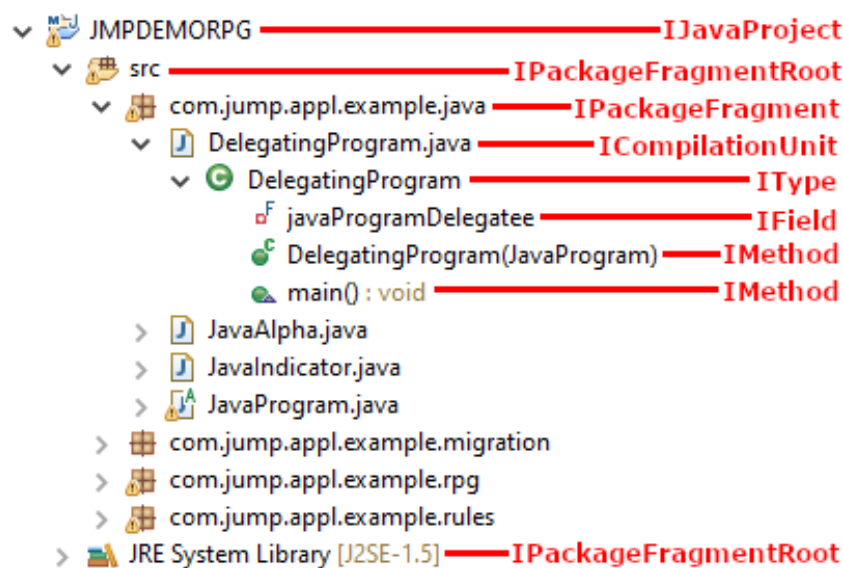 JMPDEMORPG IJavaProject
src IPackageFragmentRoot
com.jump.appl.example.java IPackageFragment
DelegatingProgram.java ICompilationUnit
DelegatingProgram IType
javaProgramDelegatee IField
DelegatingProgram(JavaProgram) IMethod
main() : void IMethod
JavaAlpha.java
JavaIndicator.java
JavaProgram.java
com.jump.appl.example.migration
com.jump.appl.example.rpg
com.jump.appl.example.rules
JRE System Library [J2SE-1.5] IPackageFragmentRoot